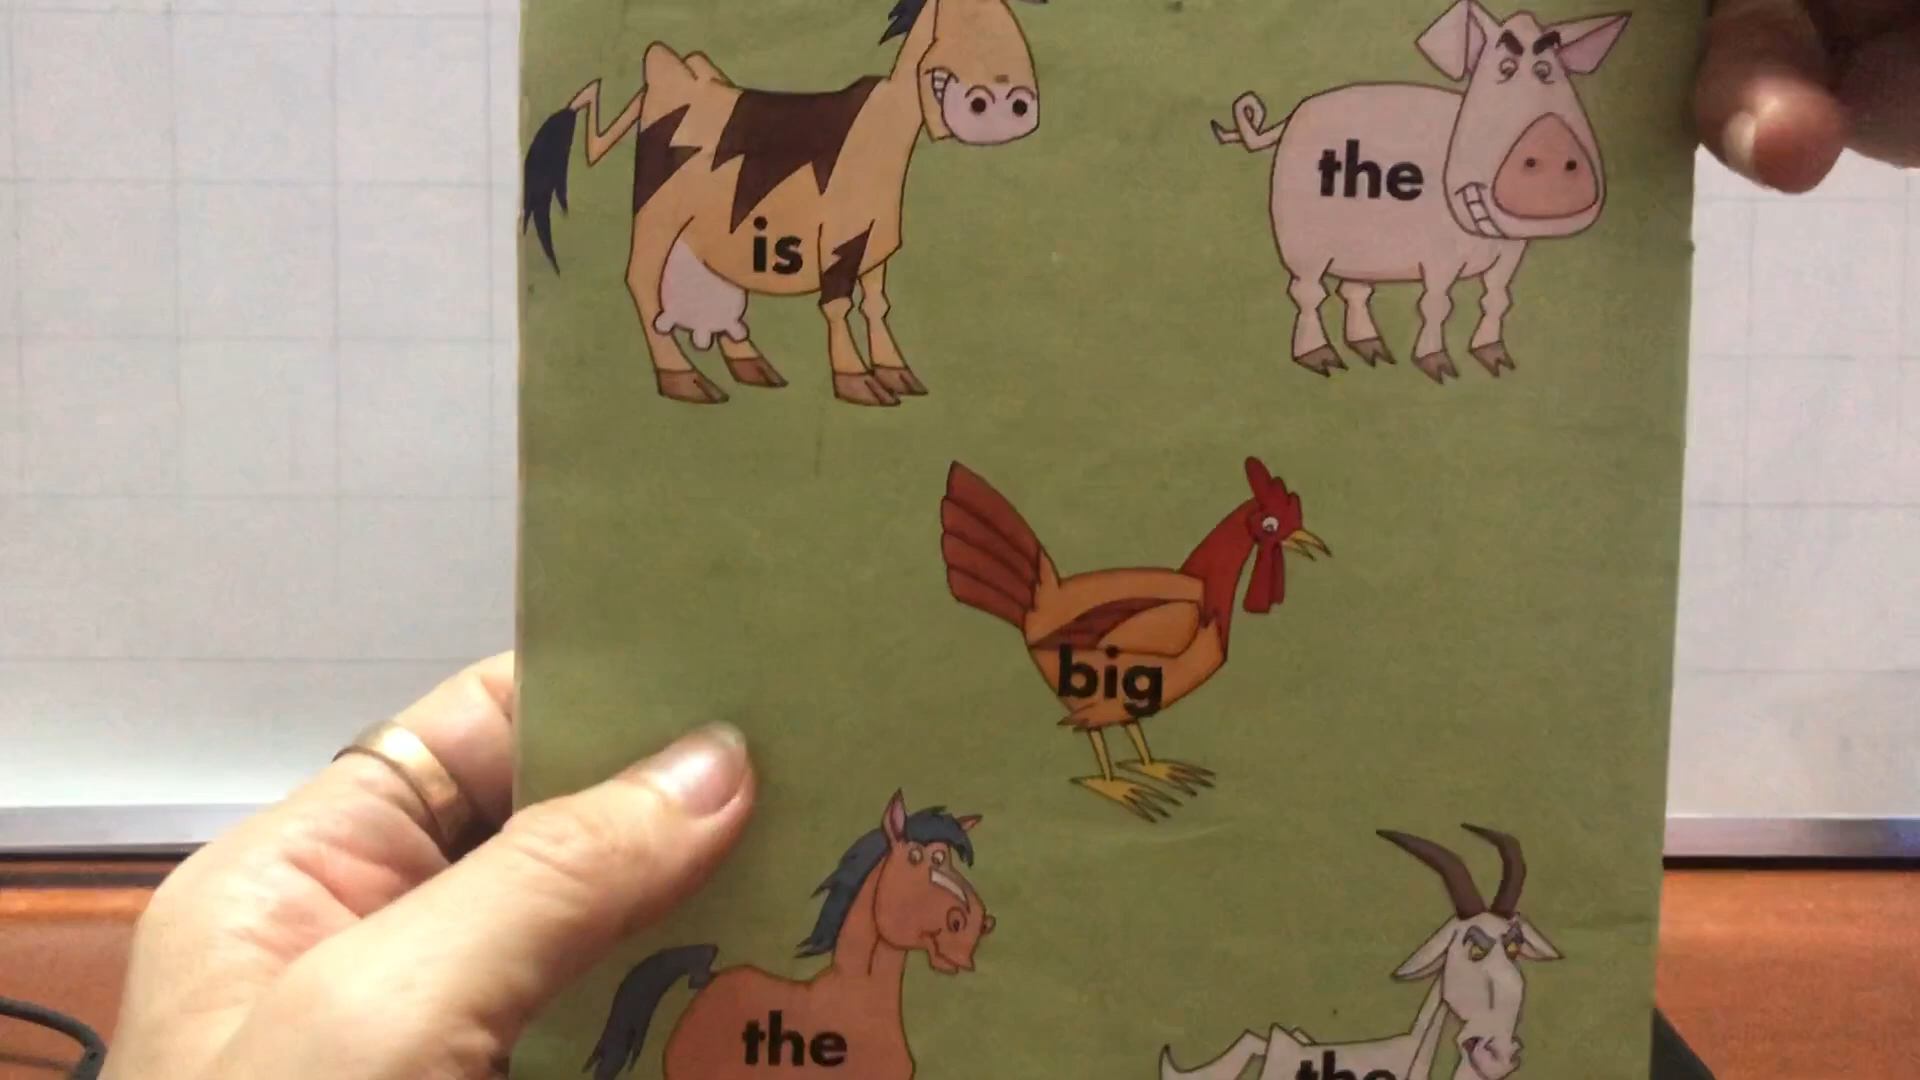 is
the
big
the
the